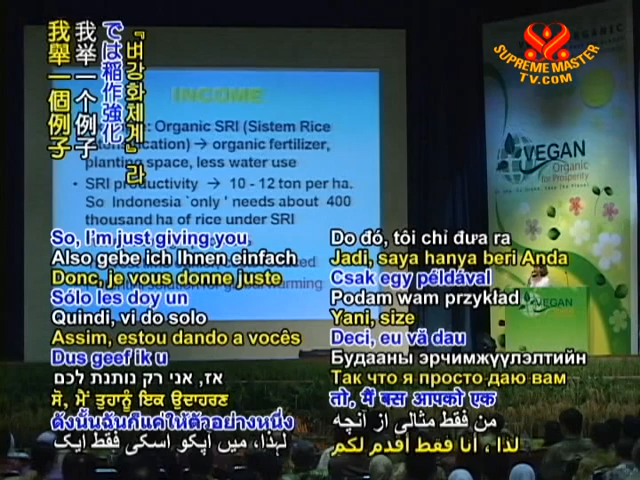 『벼강화체계』라
では稲作強化
我举一个例子
我舉一個例子
SUPREME MASTER
TV.COM
INCOME
Organic SRI (Sistem Rice
→ organic fertilizer,
planting space, less water use
• SRI productivity → 10 - 12 ton per ha.
So Indonesia `only ' needs about 400
thousand ha of rice under SRI
VEGAN
Organic
for Prosperity
So, I'm just giving you
Also gebe ich Ihnen einfach
Donc, je vous donne juste
Sólo les doy un
Quindi, vi do solo
Assim, estou dando a vocês
Dus geef ik u
אז, אני רק נותנת לכם
ਸੋ, ਮੈਂ ਤੁਹਾਨੂੰ ਇਕ ਉਦਾਹਰਣ
ดังนั้นฉันก็แค่ให้ตัวอย่างหนึ่ง
لہٰذا، میں آپکو اسکی فقط ایک
Do đó, tôi chỉ đưa ra
Jadi, saya hanya beri Anda
Csak egy példával
Podam wam przykład
Yani, size
Deci, eu vă dau
Будааны эрчимжүүлэлтийн
Так что я просто даю вам
तो, मैं बस आपको एक
من فقط مثالی از آنچه
لذا ، أنا فقط أقدم لكم
VEGAN